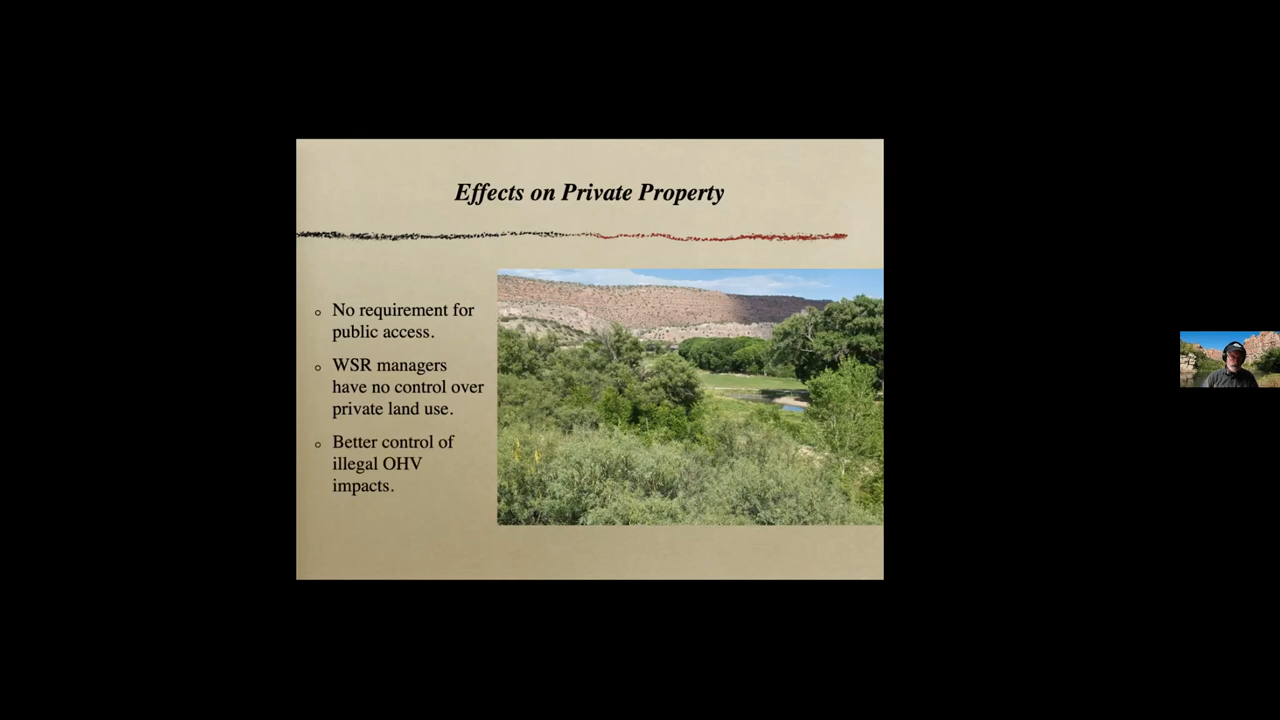 Effects on Private Property
No requirement for
public access.
WSR managers
have no control over
private land use.
Better control of
illegal OHV
impacts.